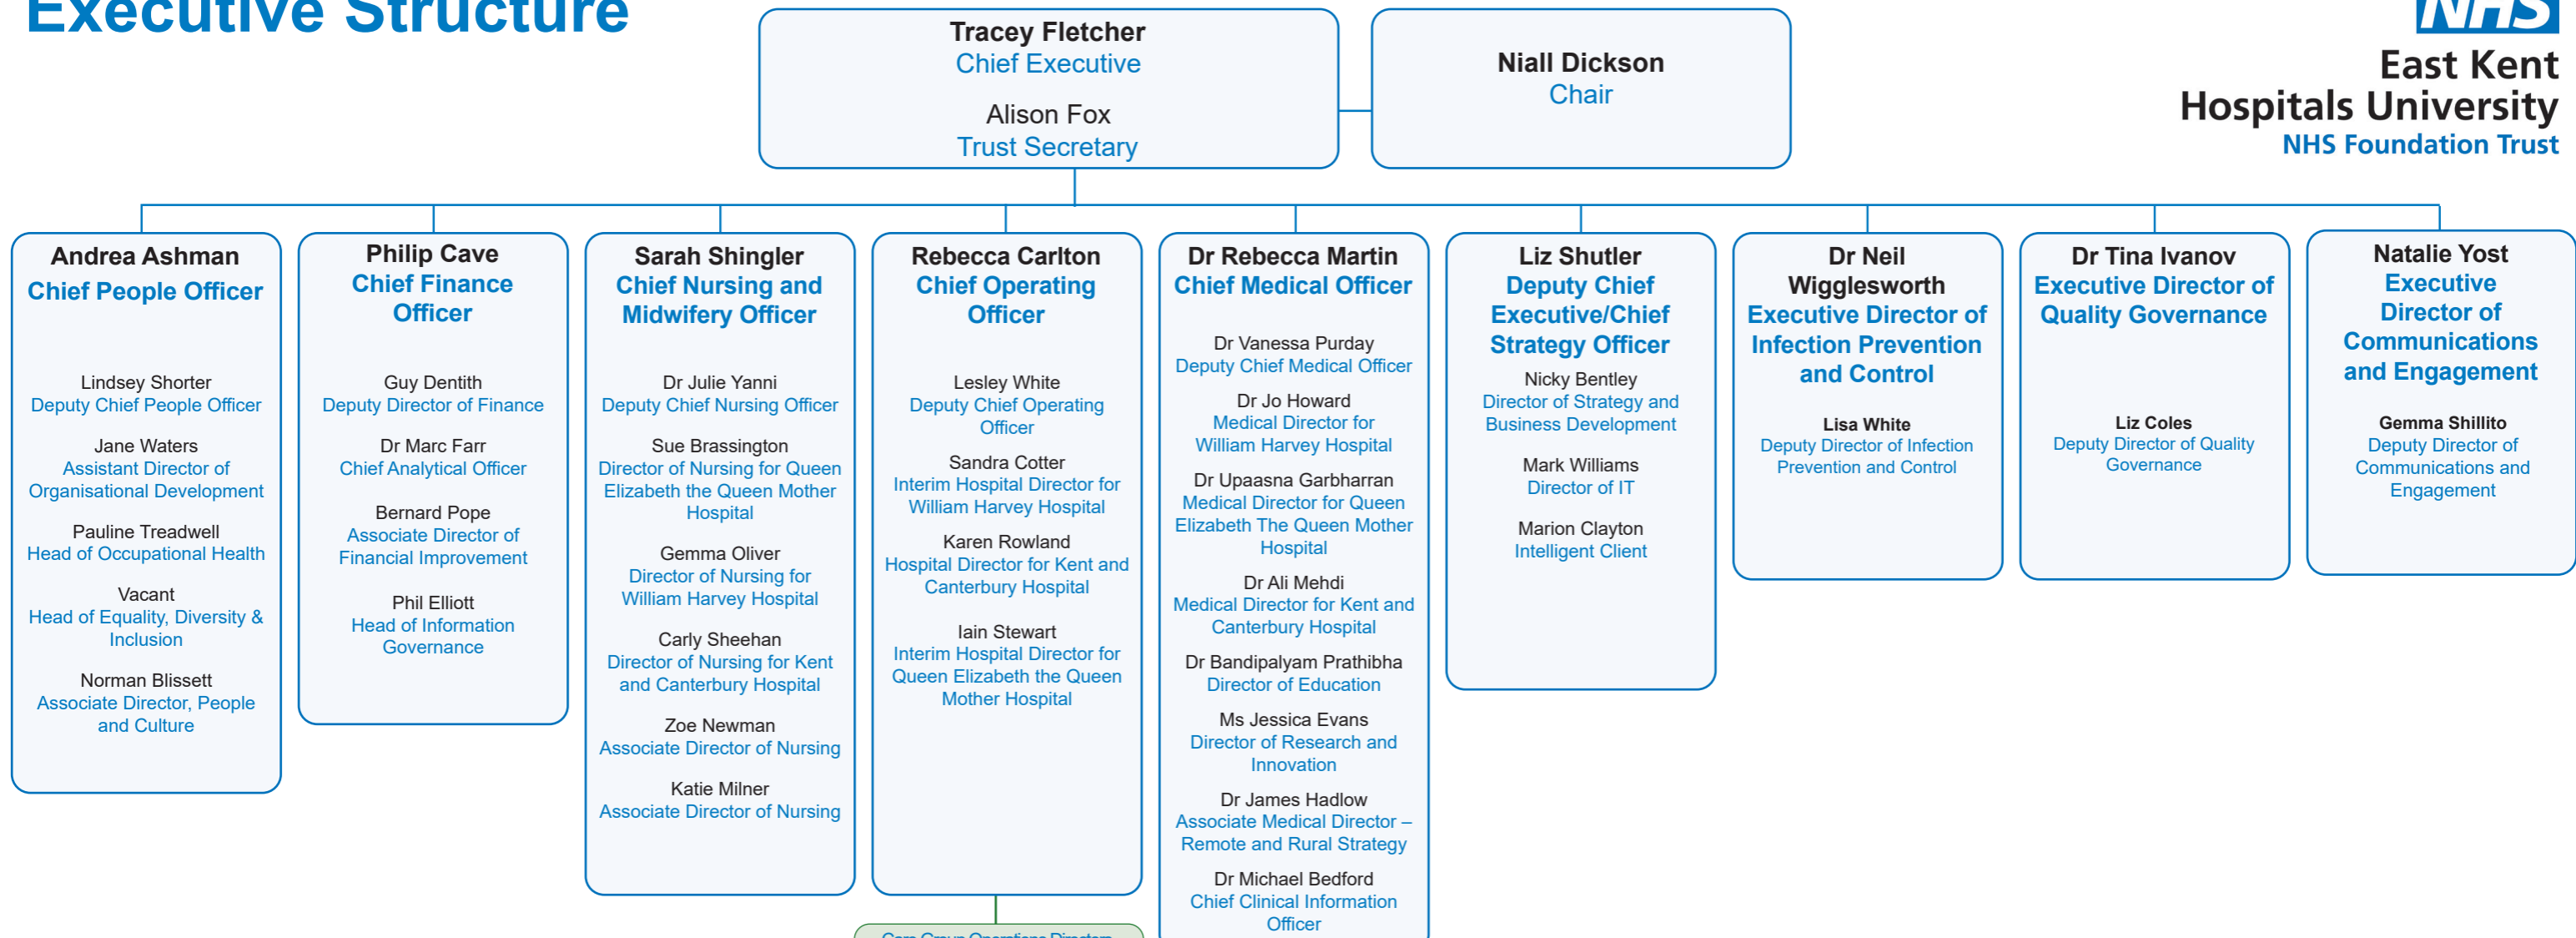 Executive Structure
Tracey Fletcher
Chief Executive
Alison Fox
Trust Secretary
Niall Dickson
Chair
NHS
East Kent
Hospitals University
NHS Foundation Trust
Andrea Ashman
Chief People Officer
Lindsey Shorter
Deputy Chief People Officer
Jane Waters
Assistant Director of
Organisational Development
Pauline Treadwell
Head of Occupational Health
Vacant
Head of Equality, Diversity &
Inclusion
Norman Blissett
Associate Director, People
and Culture
Philip Cave
Chief Finance
Officer
Guy Dentith
Deputy Director of Finance
Dr Marc Farr
Chief Analytical Officer
Bernard Pope
Associate Director of
Financial Improvement
Phil Elliott
Head of Information
Governance
Sarah Shingler
Chief Nursing and
Midwifery Officer
Dr Julie Yanni
Deputy Chief Nursing Officer
Sue Brassington
Director of Nursing for Queen
Elizabeth the Queen Mother
Hospital
Gemma Oliver
Director of Nursing for
William Harvey Hospital
Carly Sheehan
Director of Nursing for Kent
and Canterbury Hospital
Zoe Newman
Associate Director of Nursing
Katie Milner
Associate Director of Nursing
Rebecca Carlton
Chief Operating
Officer
Lesley White
Deputy Chief Operating
Officer
Sandra Cotter
Interim Hospital Director for
William Harvey Hospital
Karen Rowland
Hospital Director for Kent and
Canterbury Hospital
Iain Stewart
Interim Hospital Director for
Queen Elizabeth the Queen
Mother Hospital
Care Group Operations Directors
Dr Rebecca Martin
Chief Medical Officer
Dr Vanessa Purday
Deputy Chief Medical Officer
Dr Jo Howard
Medical Director for
William Harvey Hospital
Dr Upaasna Garbharran
Medical Director for Queen
Elizabeth The Queen Mother
Hospital
Dr Ali Mehdi
Medical Director for Kent and
Canterbury Hospital
Dr Bandipalyam Prathibha
Director of Education
Ms Jessica Evans
Director of Research and
Innovation
Dr James Hadlow
Associate Medical Director –
Remote and Rural Strategy
Dr Michael Bedford
Chief Clinical Information
Officer
Liz Shutler
Deputy Chief
Executive/Chief
Strategy Officer
Nicky Bentley
Director of Strategy and
Business Development
Mark Williams
Director of IT
Marion Clayton
Intelligent Client
Dr Neil
Wigglesworth
Executive Director of
Infection Prevention
and Control
Lisa White
Deputy Director of Infection
Prevention and Control
Dr Tina Ivanov
Executive Director of
Quality Governance
Liz Coles
Deputy Director of Quality
Governance
Natalie Yost
Executive
Director of
Communications
and Engagement
Gemma Shillito
Deputy Director of
Communications and
Engagement